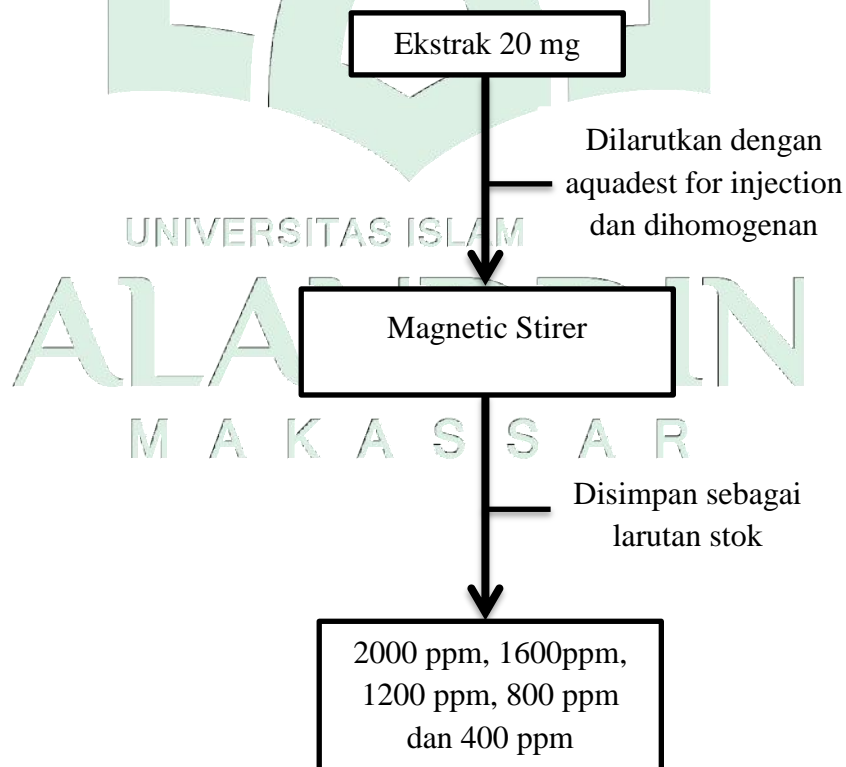 Ekstrak 20 mg
Dilarutkan dengan
aquadest for injection
dan dihomogenan
UNIVERSITAS ISLAM
Magnetic Stirer
MAKASSAR
Disimpan sebagai
larutan stok
2000 ppm, 1600ppm,
1200 ppm, 800 ppm
dan 400 ppm